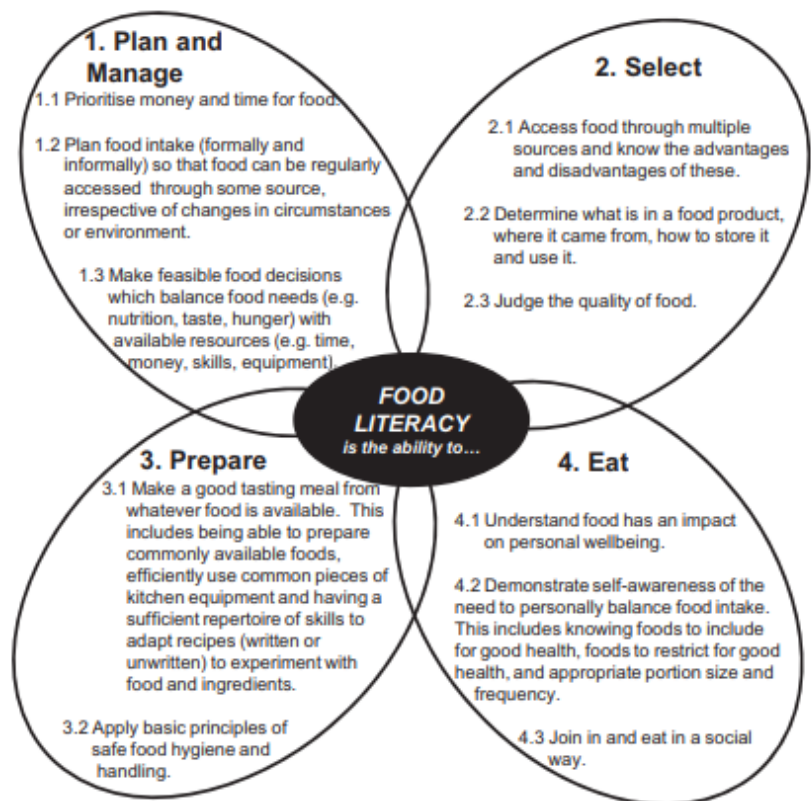 1. Plan and
Manage
1.1 Prioritise money and time for food.
1.2 Plan food intake (formally and
informally) so that food can be regularly
accessed through some source,
irrespective of changes in circumstances
or environment.
1.3 Make feasible food decisions
which balance food needs (e.g.
nutrition, taste, hunger) with
available resources (e.g. time,
money, skills, equipment).
2. Select
2.1 Access food through multiple
sources and know the advantages
and disadvantages of these.
2.2 Determine what is in a food product,
where it came from, how to store it
and use it.
2.3 Judge the quality of food.
FOOD
LITERACY
is the ability to…
3. Prepare
3.1 Make a good tasting meal from
whatever food is available. This
includes being able to prepare
commonly available foods,
efficiently use common pieces of
kitchen equipment and having a
sufficient repertoire of skills to
adapt recipes (written or
unwritten) to experiment with
food and ingredients.
3.2 Apply basic principles of
safe food hygiene and
handling.
4. Eat
4.1 Understand food has an impact
on personal wellbeing.
4.2 Demonstrate self-awareness of the
need to personally balance food intake.
This includes knowing foods to include
for good health, foods to restrict for good
health, and appropriate portion size and
frequency.
4.3 Join in and eat in a social
way.